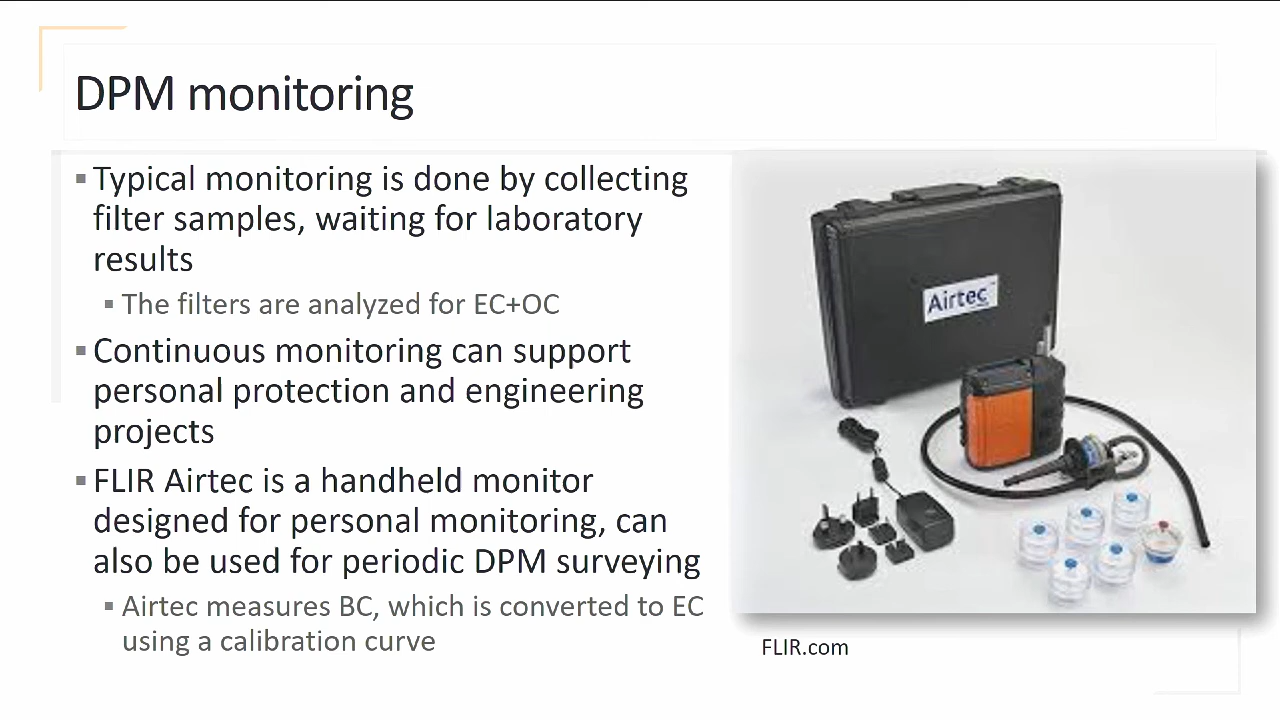 DPM monitoring
▪ Typical monitoring is done by collecting
filter samples, waiting for laboratory
results
▪ The filters are analyzed for EC+OC
▪ Continuous monitoring can support
personal protection and engineering
projects
▪ FLIR Airtec is a handheld monitor
designed for personal monitoring, can
also be used for periodic DPM surveying
▪ Airtec measures BC, which is converted to EC
using a calibration curve
Airtec™
FLIR.com